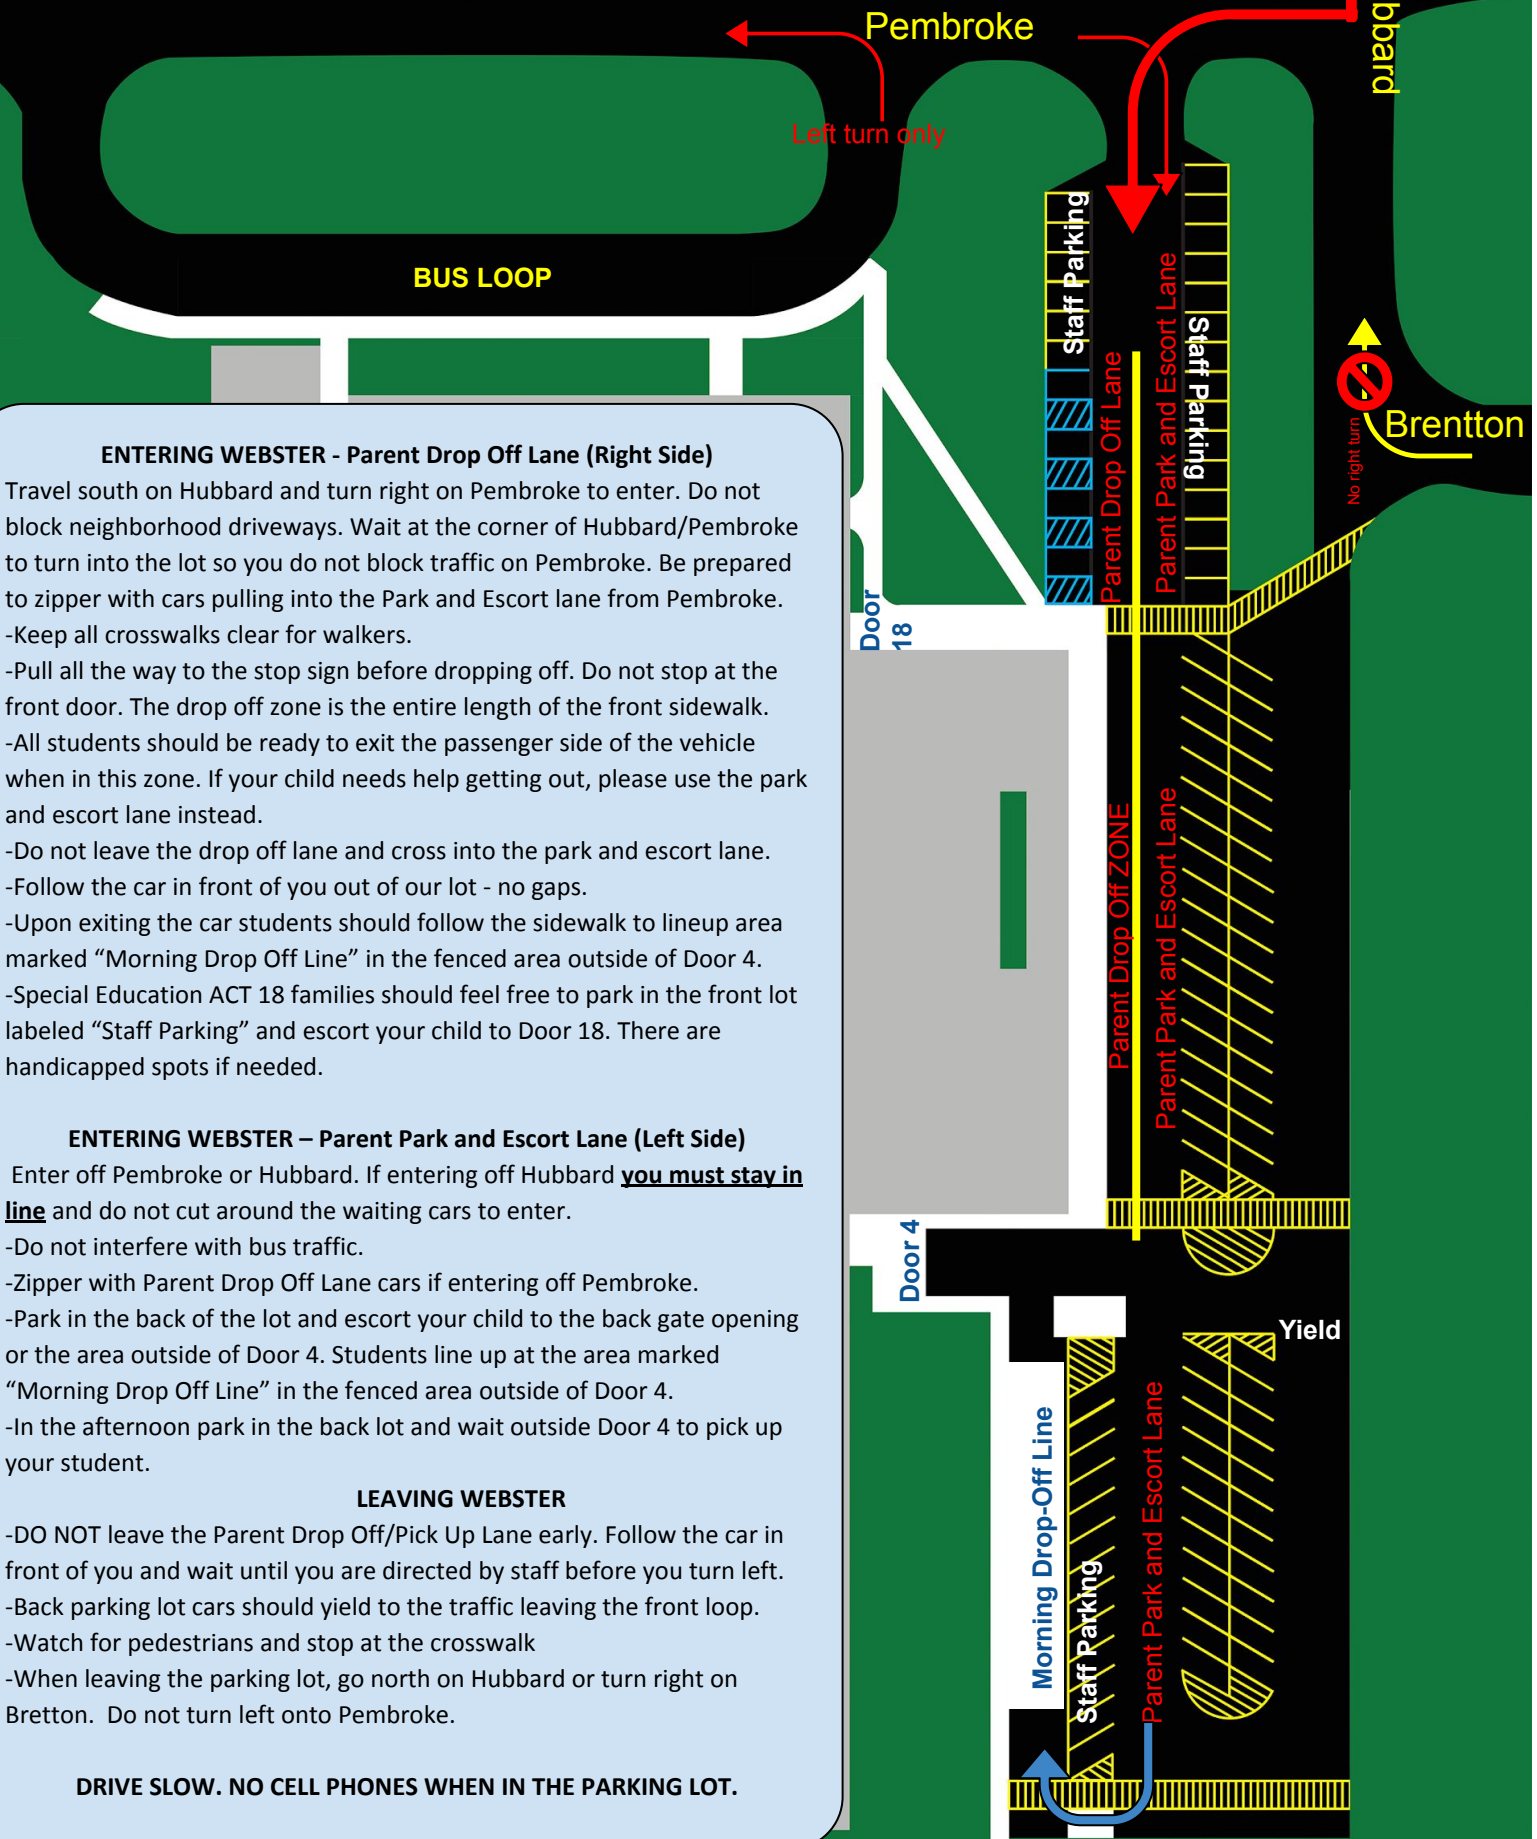 Pembroke
bbard
Left turn only
BUS LOOP
Staff Parking
Staff Parking
Parent Drop Off Lane
Parent Park and Escort Lane
Brentton
No right turn
ENTERING WEBSTER - Parent Drop Off Lane (Right Side)
Travel south on Hubbard and turn right on Pembroke to enter. Do not
block neighborhood driveways. Wait at the corner of Hubbard/Pembroke
to turn into the lot so you do not block traffic on Pembroke. Be prepared
to zipper with cars pulling into the Park and Escort lane from Pembroke.
-Keep all crosswalks clear for walkers.
-Pull all the way to the stop sign before dropping off. Do not stop at the
front door. The drop off zone is the entire length of the front sidewalk.
-All students should be ready to exit the passenger side of the vehicle
when in this zone. If your child needs help getting out, please use the park
and escort lane instead.
-Do not leave the drop off lane and cross into the park and escort lane.
-Follow the car in front of you out of our lot - no gaps.
-Upon exiting the car students should follow the sidewalk to lineup area
marked “Morning Drop Off Line” in the fenced area outside of Door 4.
-Special Education ACT 18 families should feel free to park in the front lot
labeled “Staff Parking” and escort your child to Door 18. There are
handicapped spots if needed.
ENTERING WEBSTER – Parent Park and Escort Lane (Left Side)
Enter off Pembroke or Hubbard. If entering off Hubbard you must stay in
line and do not cut around the waiting cars to enter.
-Do not interfere with bus traffic.
-Zipper with Parent Drop Off Lane cars if entering off Pembroke.
-Park in the back of the lot and escort your child to the back gate opening
or the area outside of Door 4. Students line up at the area marked
“Morning Drop Off Line” in the fenced area outside of Door 4.
-In the afternoon park in the back lot and wait outside Door 4 to pick up
your student.
LEAVING WEBSTER
-DO NOT leave the Parent Drop Off/Pick Up Lane early. Follow the car in
front of you and wait until you are directed by staff before you turn left.
-Back parking lot cars should yield to the traffic leaving the front loop.
-Watch for pedestrians and stop at the crosswalk
-When leaving the parking lot, go north on Hubbard or turn right on
Bretton. Do not turn left onto Pembroke.
DRIVE SLOW. NO CELL PHONES WHEN IN THE PARKING LOT.
Door
18
Parent Drop Off ZONE
Parent Park and Escort Lane
Door 4
Yield
Morning Drop-Off Line
Staff Parking
Parent Park and Escort Lane